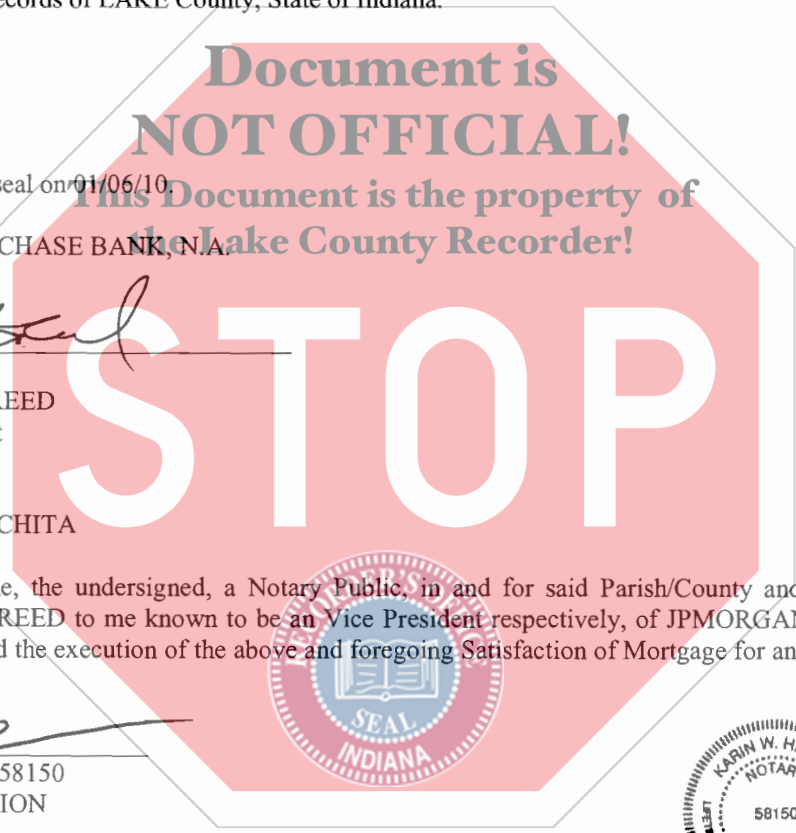 ecords of LAKE County, State of Indiana.
Document is
NOT OFFICIAL!
seal on 01/06/10.
This Document is the property of
CHASE BANK, N.A.
the Lake County Recorder!
STOP
REED
CHITA
e, the undersigned, a Notary Public, in and for said Parish/County and
REED to me known to be an Vice President respectively, of JPMORGAN
d the execution of the above and foregoing Satisfaction of Mortgage for an
RECORDER'S OFFICE
SEAL
INDIANA
58150
ION
KARIN W. H
NOTAR
58150